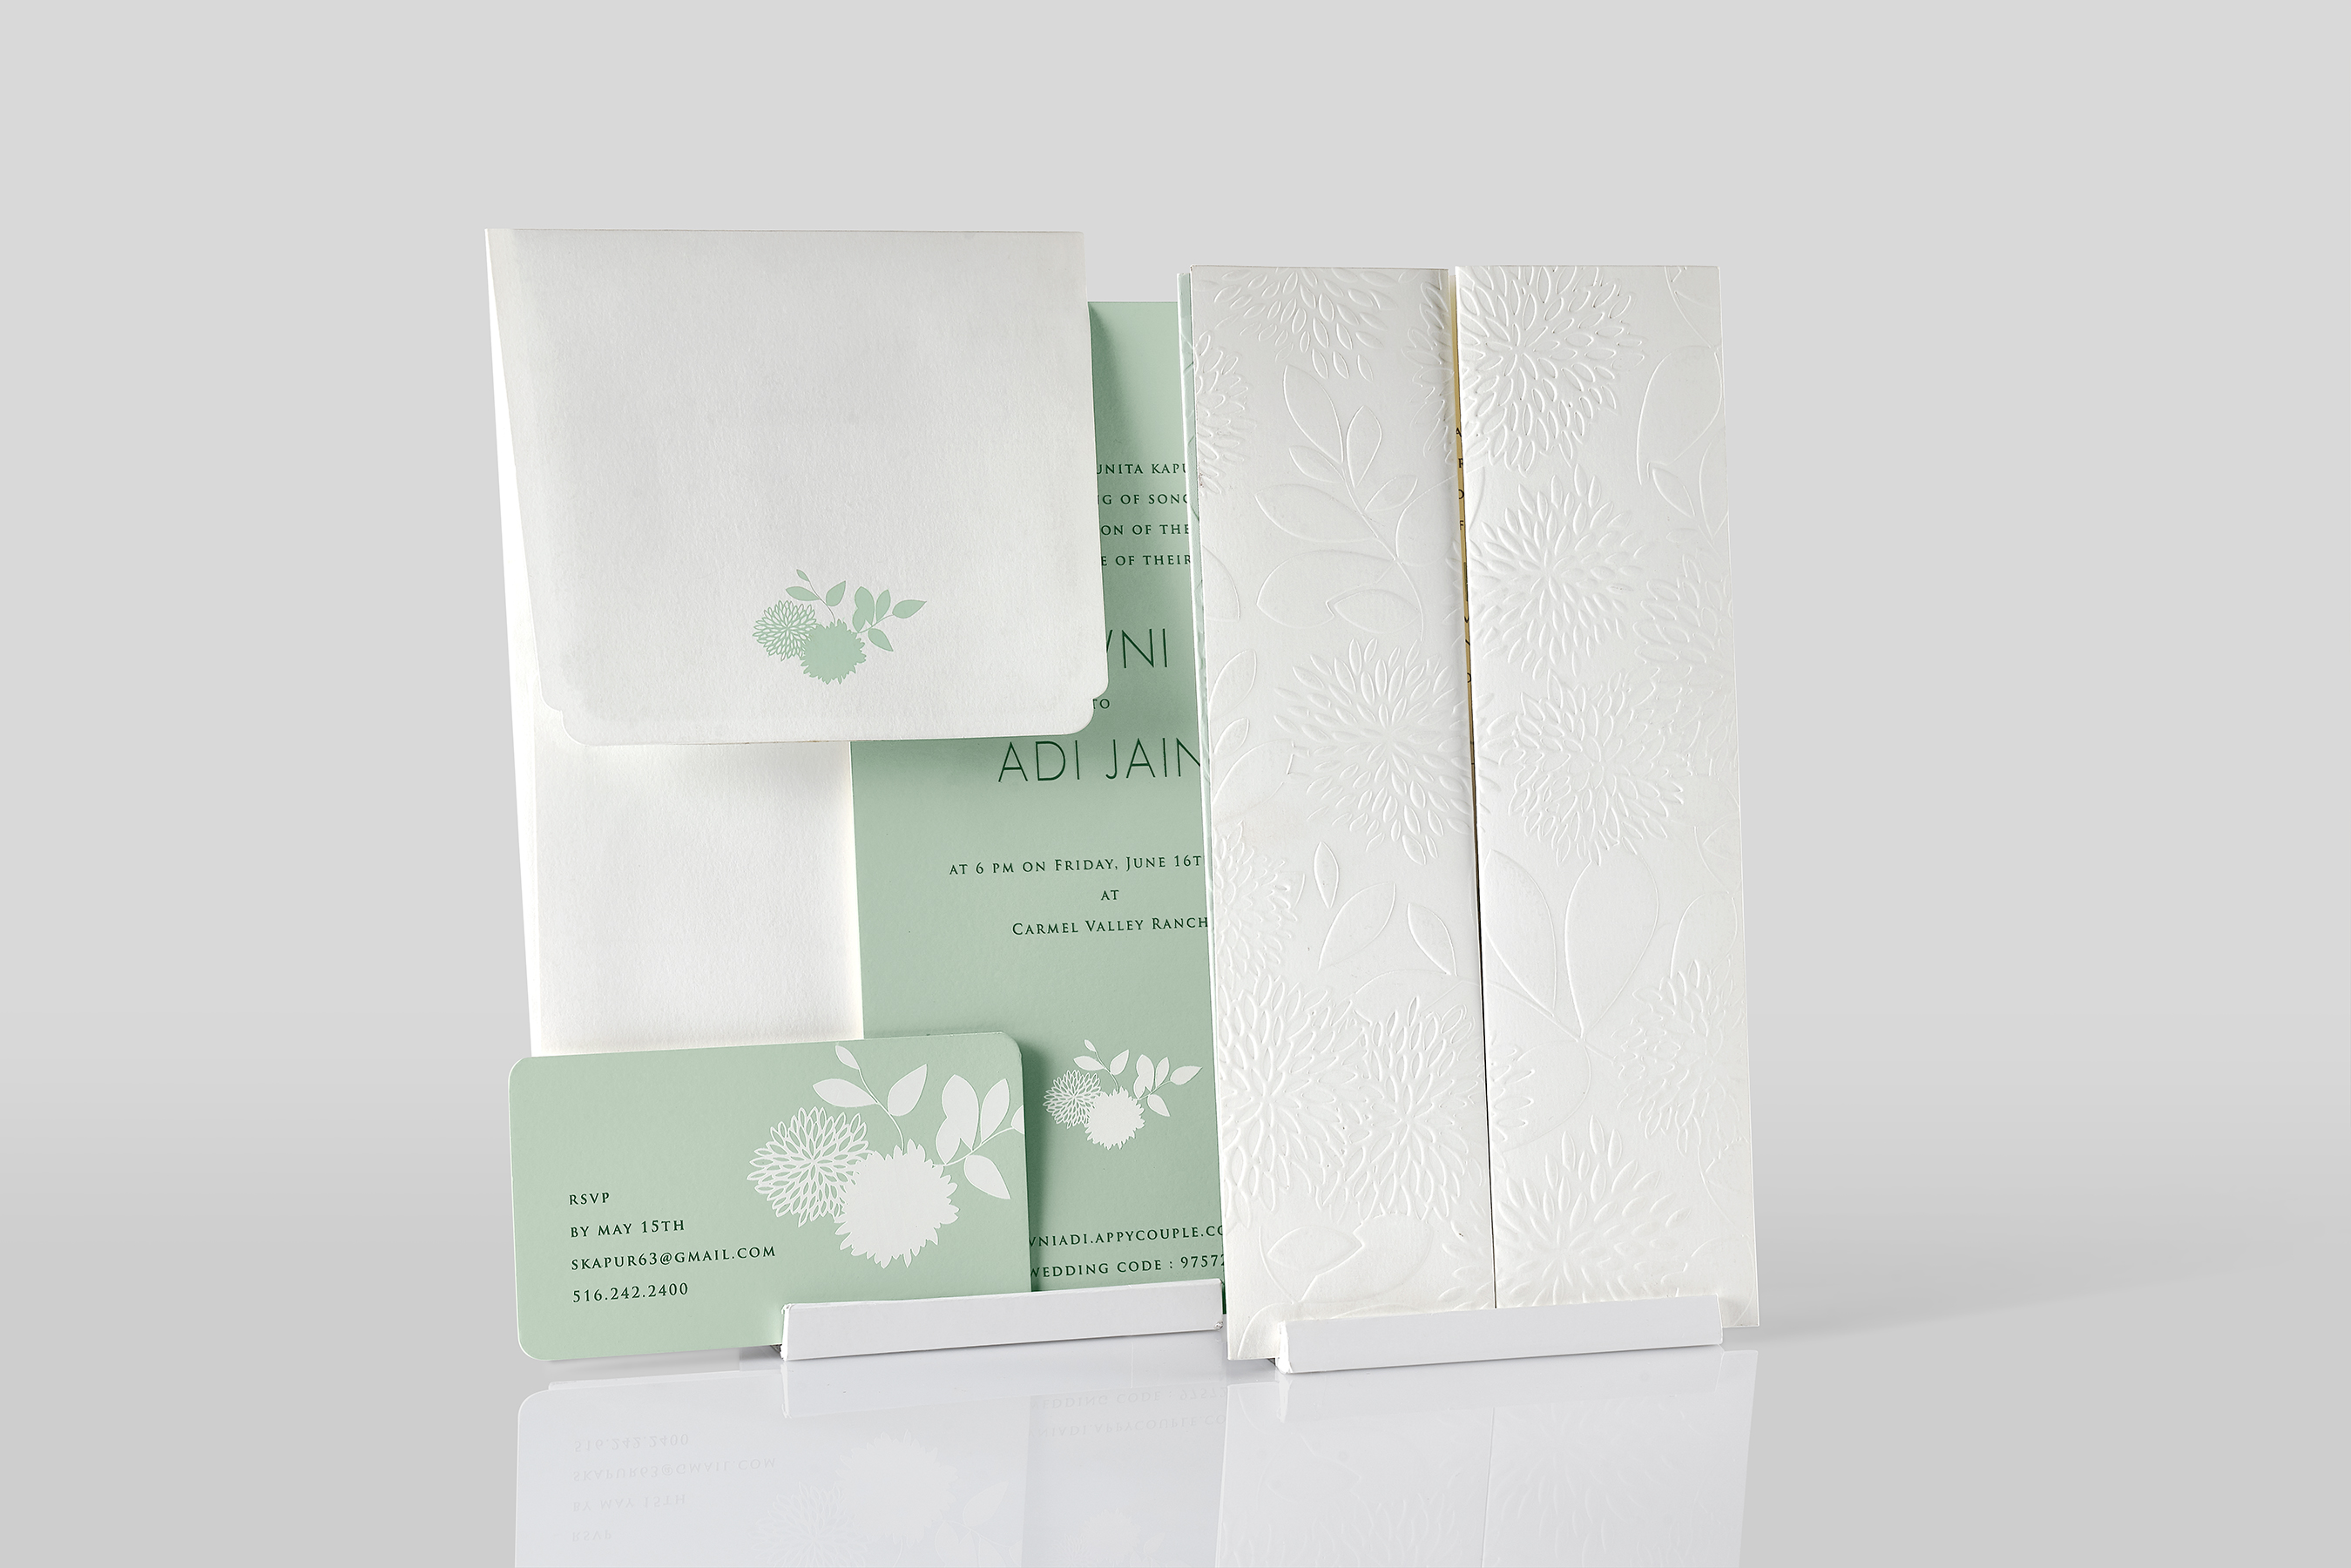 UNITA KAPU
NG OF SONG
ON OF THE
E OF THEIR
VNI
TO
ADI JAIN
AT 6 PM ON FRIDAY, JUNE 16T
AT
CARMEL VALLEY RANCH
VNIADI.APPYCOUPLE.CO
WEDDING CODE : 9757
RSVP
BY MAY 15TH
SKAPUR63@GMAIL.COM
516.242.2400